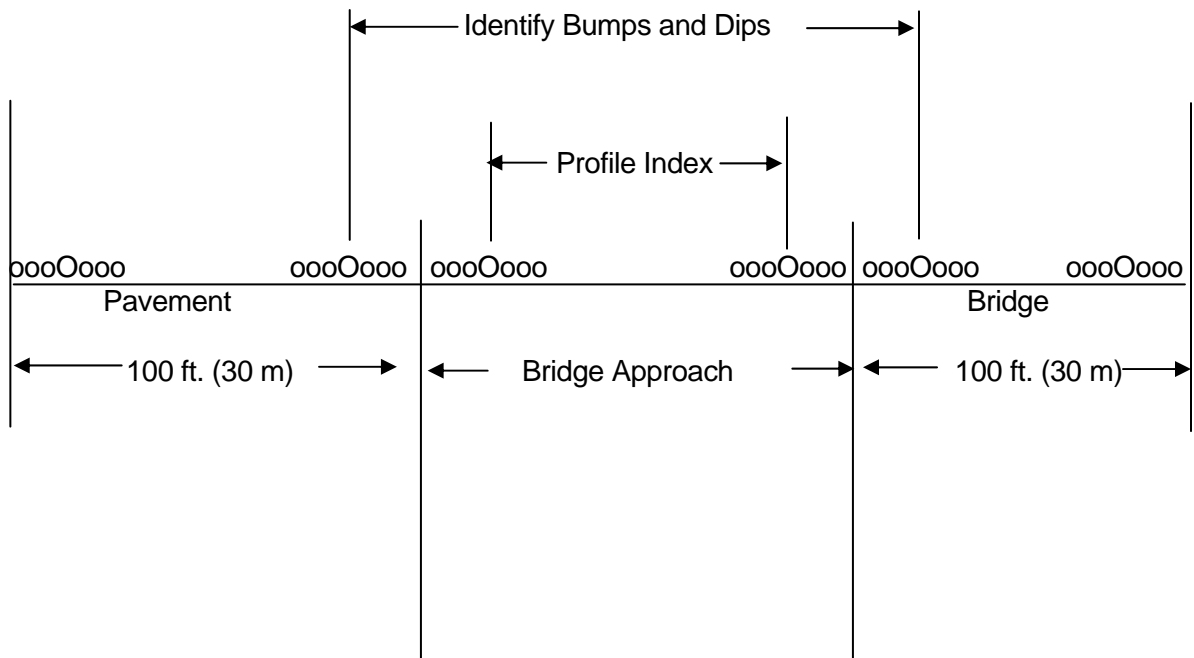 Identify Bumps and Dips
Profile Index
oooOooo oooOooo oooOooo oooOooo oooOooo oooOooo
Pavement Bridge
100 ft. (30 m) Bridge Approach 100 ft. (30 m)